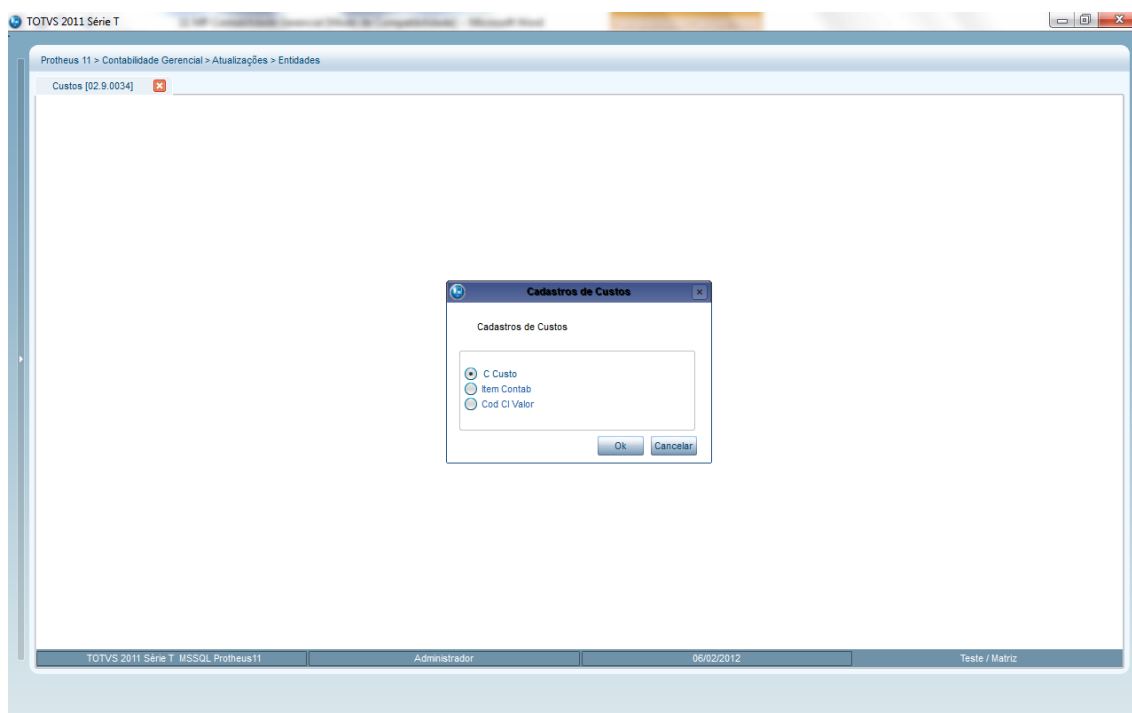 TOTVS 2011 Série T
Protheus 11 > Contabilidade Gerencial > Atualizações > Entidades
Custos [02.9.0034]
Cadastros de Custos
Cadastros de Custos
C Custo
Item Contab
Cod Cl Valor
Ok Cancelar
TOTVS 2011 Série T MSSQL Protheus11 Administrador 06/02/2012 Teste / Matriz